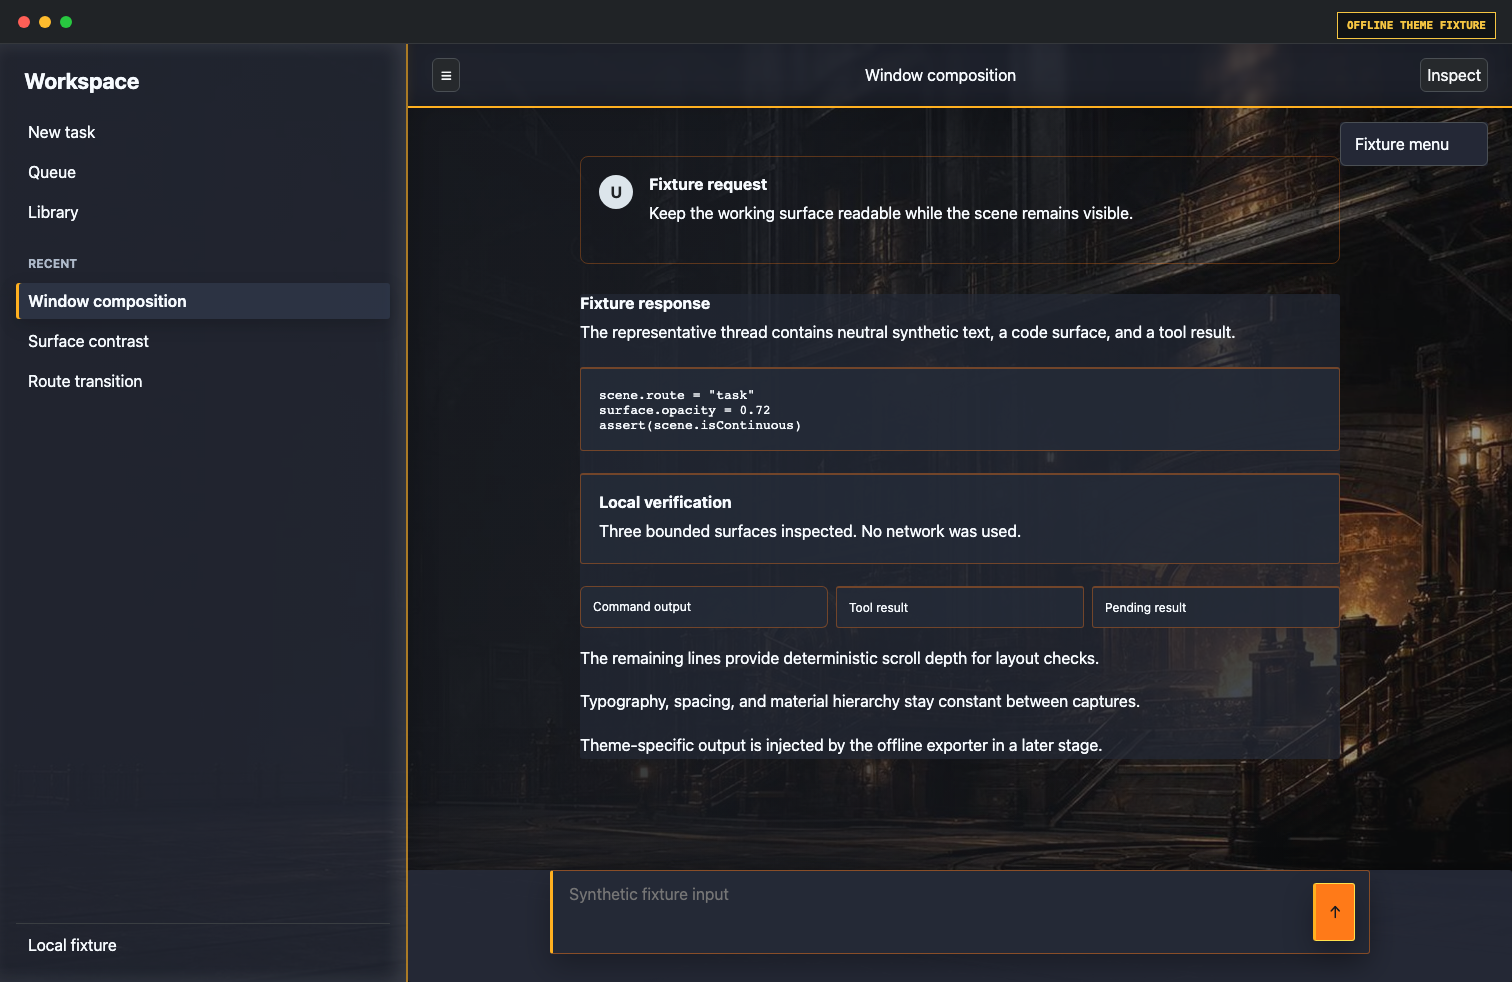 OFFLINE THEME FIXTURE
Workspace
New task
Queue
Library
RECENT
Window composition
Surface contrast
Route transition
Local fixture
≡
Window composition
Inspect
Fixture menu
U
Fixture request
Keep the working surface readable while the scene remains visible.
Fixture response
The representative thread contains neutral synthetic text, a code surface, and a tool result.
scene.route = "task"
surface.opacity = 0.72
assert(scene.isContinuous)
Local verification
Three bounded surfaces inspected. No network was used.
Command output
Tool result
Pending result
The remaining lines provide deterministic scroll depth for layout checks.
Typography, spacing, and material hierarchy stay constant between captures.
Theme-specific output is injected by the offline exporter in a later stage.
Synthetic fixture input
↑